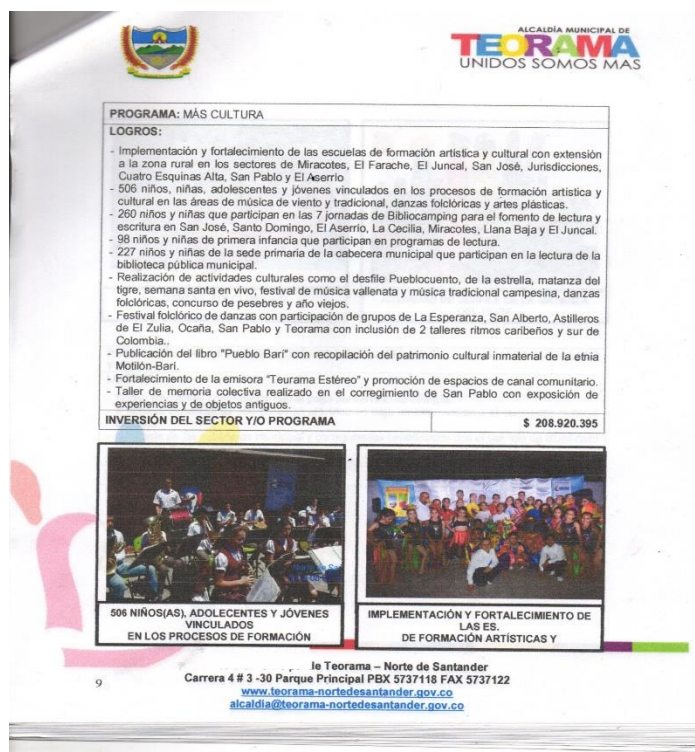 ALCALDÍA MUNICIPAL DE
TEORAMA
UNIDOS SOMOS MAS
PROGRAMA: MÁS CULTURA
LOGROS:
- Implementación y fortalecimiento de las escuelas de formación artística y cultural con extensión
a la zona rural en los sectores de Miracotes, El Farache, El Juncal, San José, Jurisdicciones,
Cuatro Esquinas Alta, San Pablo y El Aserrio
- 506 niños, niñas, adolescentes y jóvenes vinculados en los procesos de formación artística y
cultural en las áreas de música de viento y tradicional, danzas folclóricas y artes plásticas.
- 260 niños y niñas que participan en las 7 jornadas de Bibliocamping para el fomento de lectura y
escritura en San José, Santo Domingo, El Aserrio, La Cecilia, Miracotes, Llana Baja y El Juncal.
- 98 niños y niñas de primera infancia que participan en programas de lectura.
- 227 niños y niñas de la sede primaria de la cabecera municipal que participan en la lectura de la
biblioteca pública municipal.
- Realización de actividades culturales como el desfile Pueblocuento, de la estrella, matanza del
tigre, semana santa en vivo, festival de música vallenata y música tradicional campesina, danzas
folclóricas, concurso de pesebres y año viejos.
- Festival folclórico de danzas con participación de grupos de La Esperanza, San Alberto, Astilleros
de El Zulia, Ocaña, San Pablo y Teorama con inclusión de 2 talleres ritmos caribeños y sur de
Colombia..
- Publicación del libro "Pueblo Barí" con recopilación del patrimonio cultural inmaterial de la etnia
Motilón-Barí.
- Fortalecimiento de la emisora "Teurama Estéreo" y promoción de espacios de canal comunitario.
- Taller de memoria colectiva realizado en el corregimiento de San Pablo con exposición de
experiencias y de objetos antiguos.
INVERSIÓN DEL SECTOR Y/O PROGRAMA $ 208.920.395
506 NIÑOS(AS), ADOLECENTES Y JÓVENES
VINCULADOS
EN LOS PROCESOS DE FORMACIÓN
IMPLEMENTACIÓN Y FORTALECIMIENTO DE
LAS ES.
DE FORMACIÓN ARTÍSTICAS Y
le Teorama – Norte de Santander
Carrera 4 # 3 -30 Parque Principal PBX 5737118 FAX 5737122
www.teorama-nortedesantander.gov.co
alcaldia@teorama-nortedesantander.gov.co
9